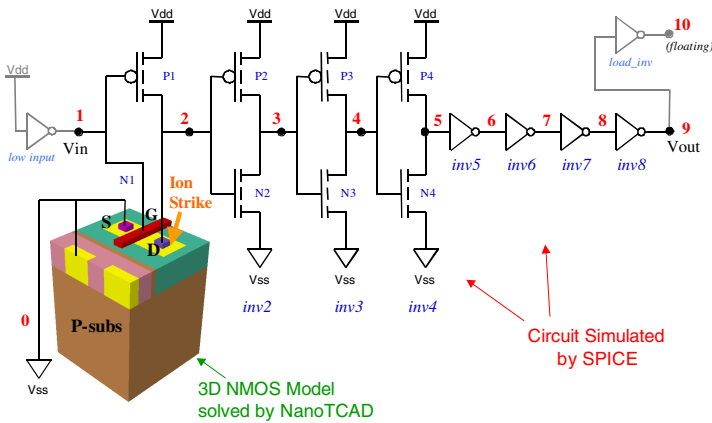 Vdd
Vdd
Vdd
Vdd
10
(floating)
load_inv
Vdd
P1
P2
P3
P4
1
2
3
4
5
6
7
8
9
low input
Vin
Vout
inv5
inv6
inv7
inv8
N1
Ion
Strike
N2
N3
N4
S
G
D
Vss
Vss
Vss
inv2
inv3
inv4
0
P-subs
Circuit Simulated
by SPICE
Vss
3D NMOS Model
solved by NanoTCAD